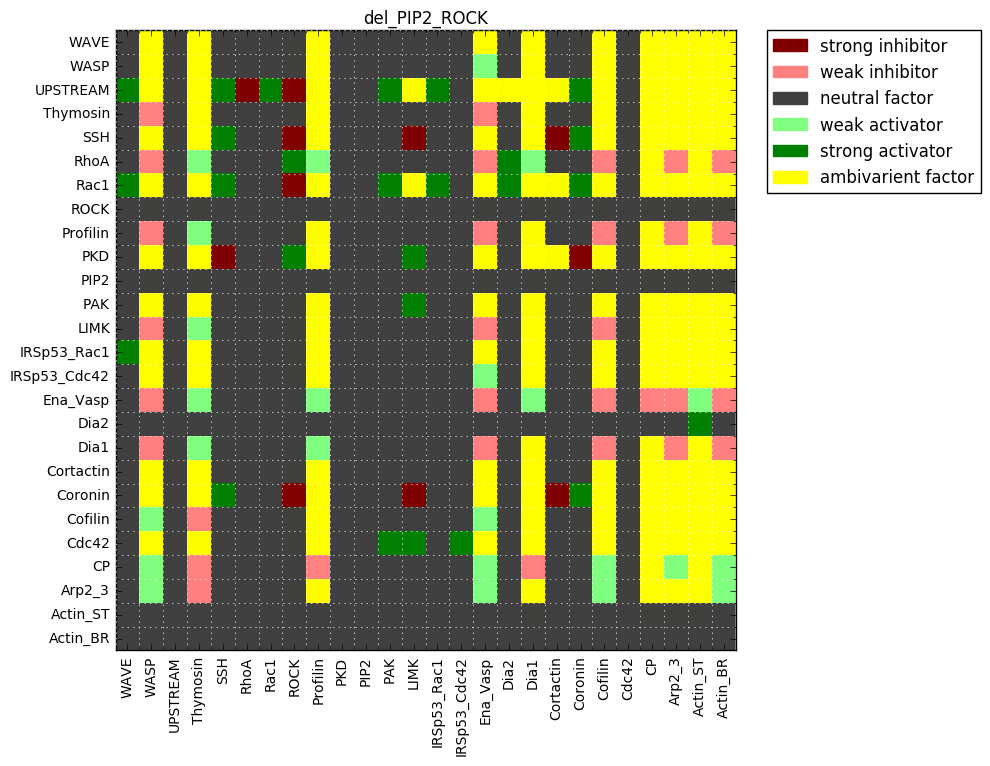 del_PIP2_ROCK
strong inhibitor
weak inhibitor
neutral factor
weak activator
strong activator
ambivarient factor
WAVE
WASP
UPSTREAM
Thymosin
SSH
RhoA
Rac1
ROCK
Profilin
PKD
PIP2
PAK
LIMK
IRSp53_Rac1
IRSp53_Cdc42
Ena_Vasp
Dia2
Dia1
Cortactin
Coronin
Cofilin
Cdc42
CP
Arp2_3
Actin_ST
Actin_BR
WAVE
WASP
UPSTREAM
Thymosin
SSH
RhoA
Rac1
ROCK
Profilin
PKD
PIP2
PAK
LIMK
IRSp53_Rac1
IRSp53_Cdc42
Ena_Vasp
Dia2
Dia1
Cortactin
Coronin
Cofilin
Cdc42
CP
Arp2_3
Actin_ST
Actin_BR